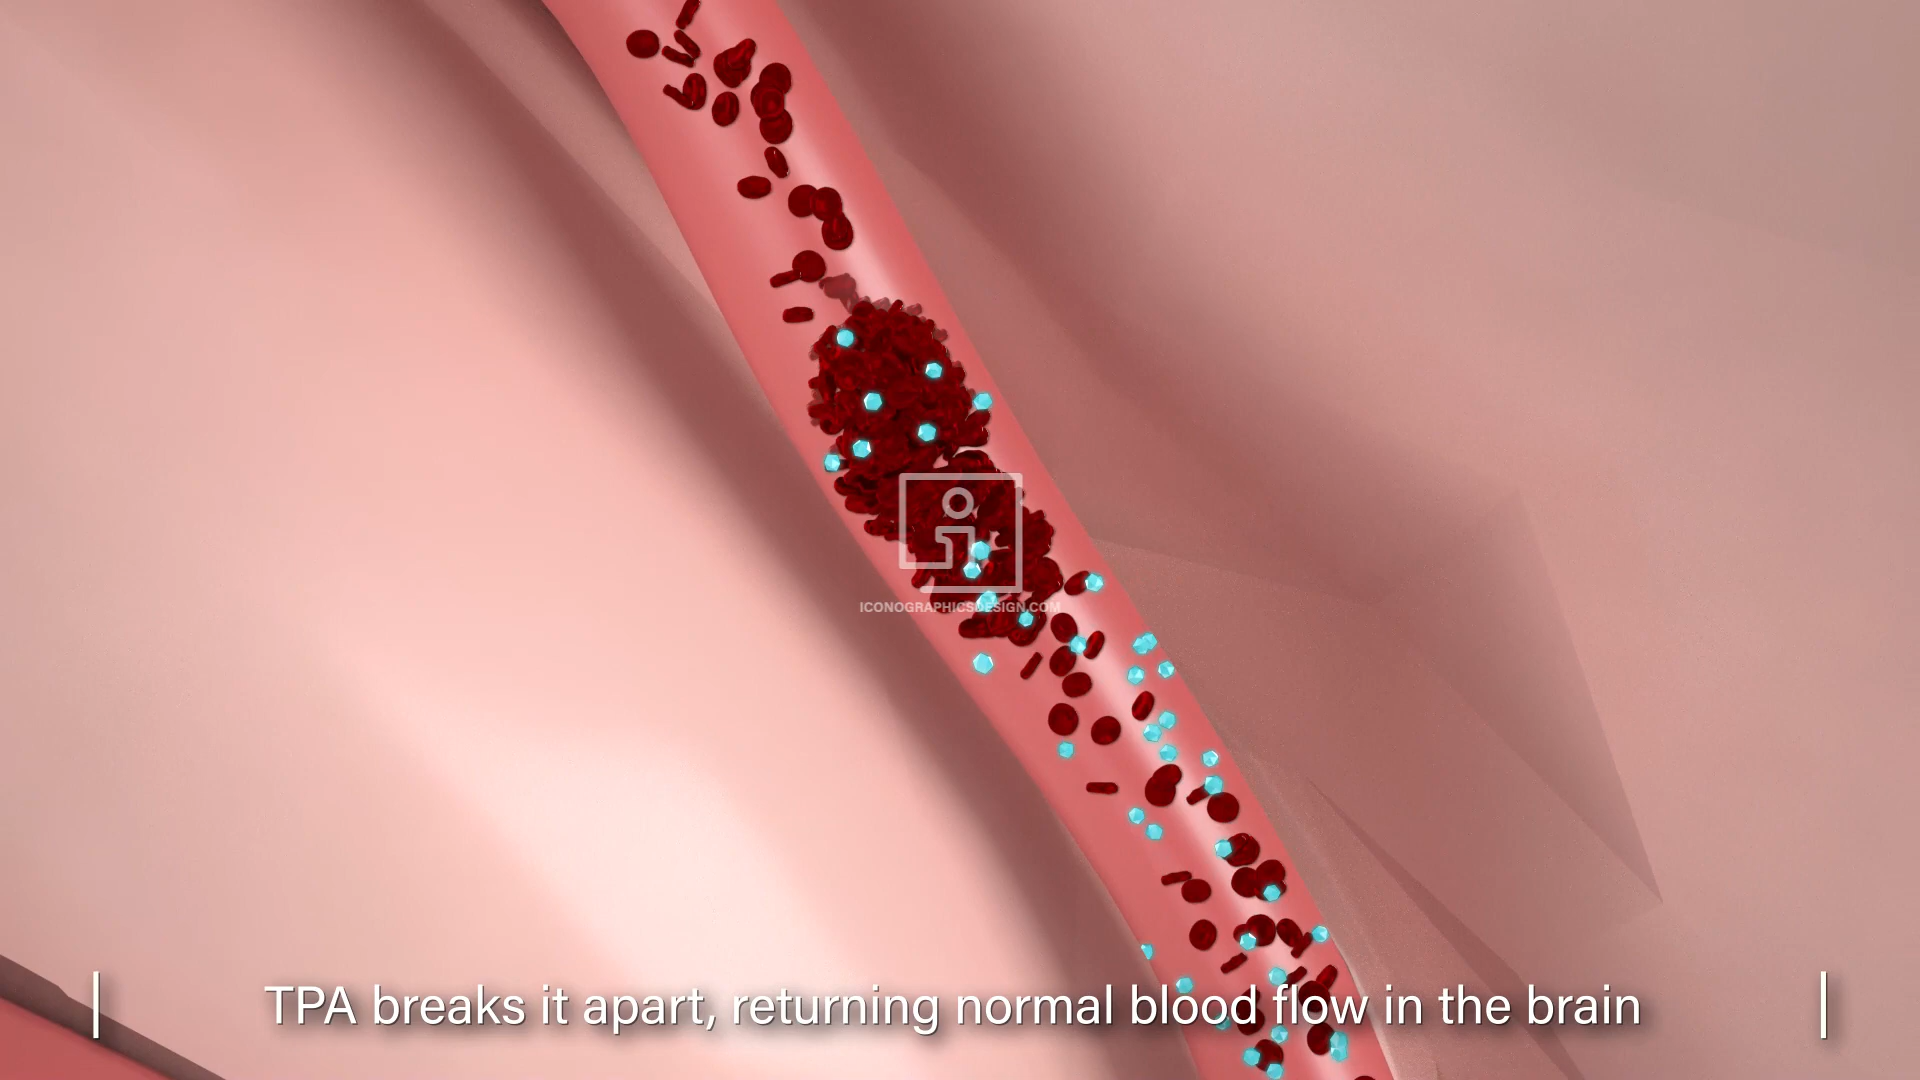 ICONOGRAPHICSDESIGN.COM
TPA breaks it apart, returning normal blood flow in the brain